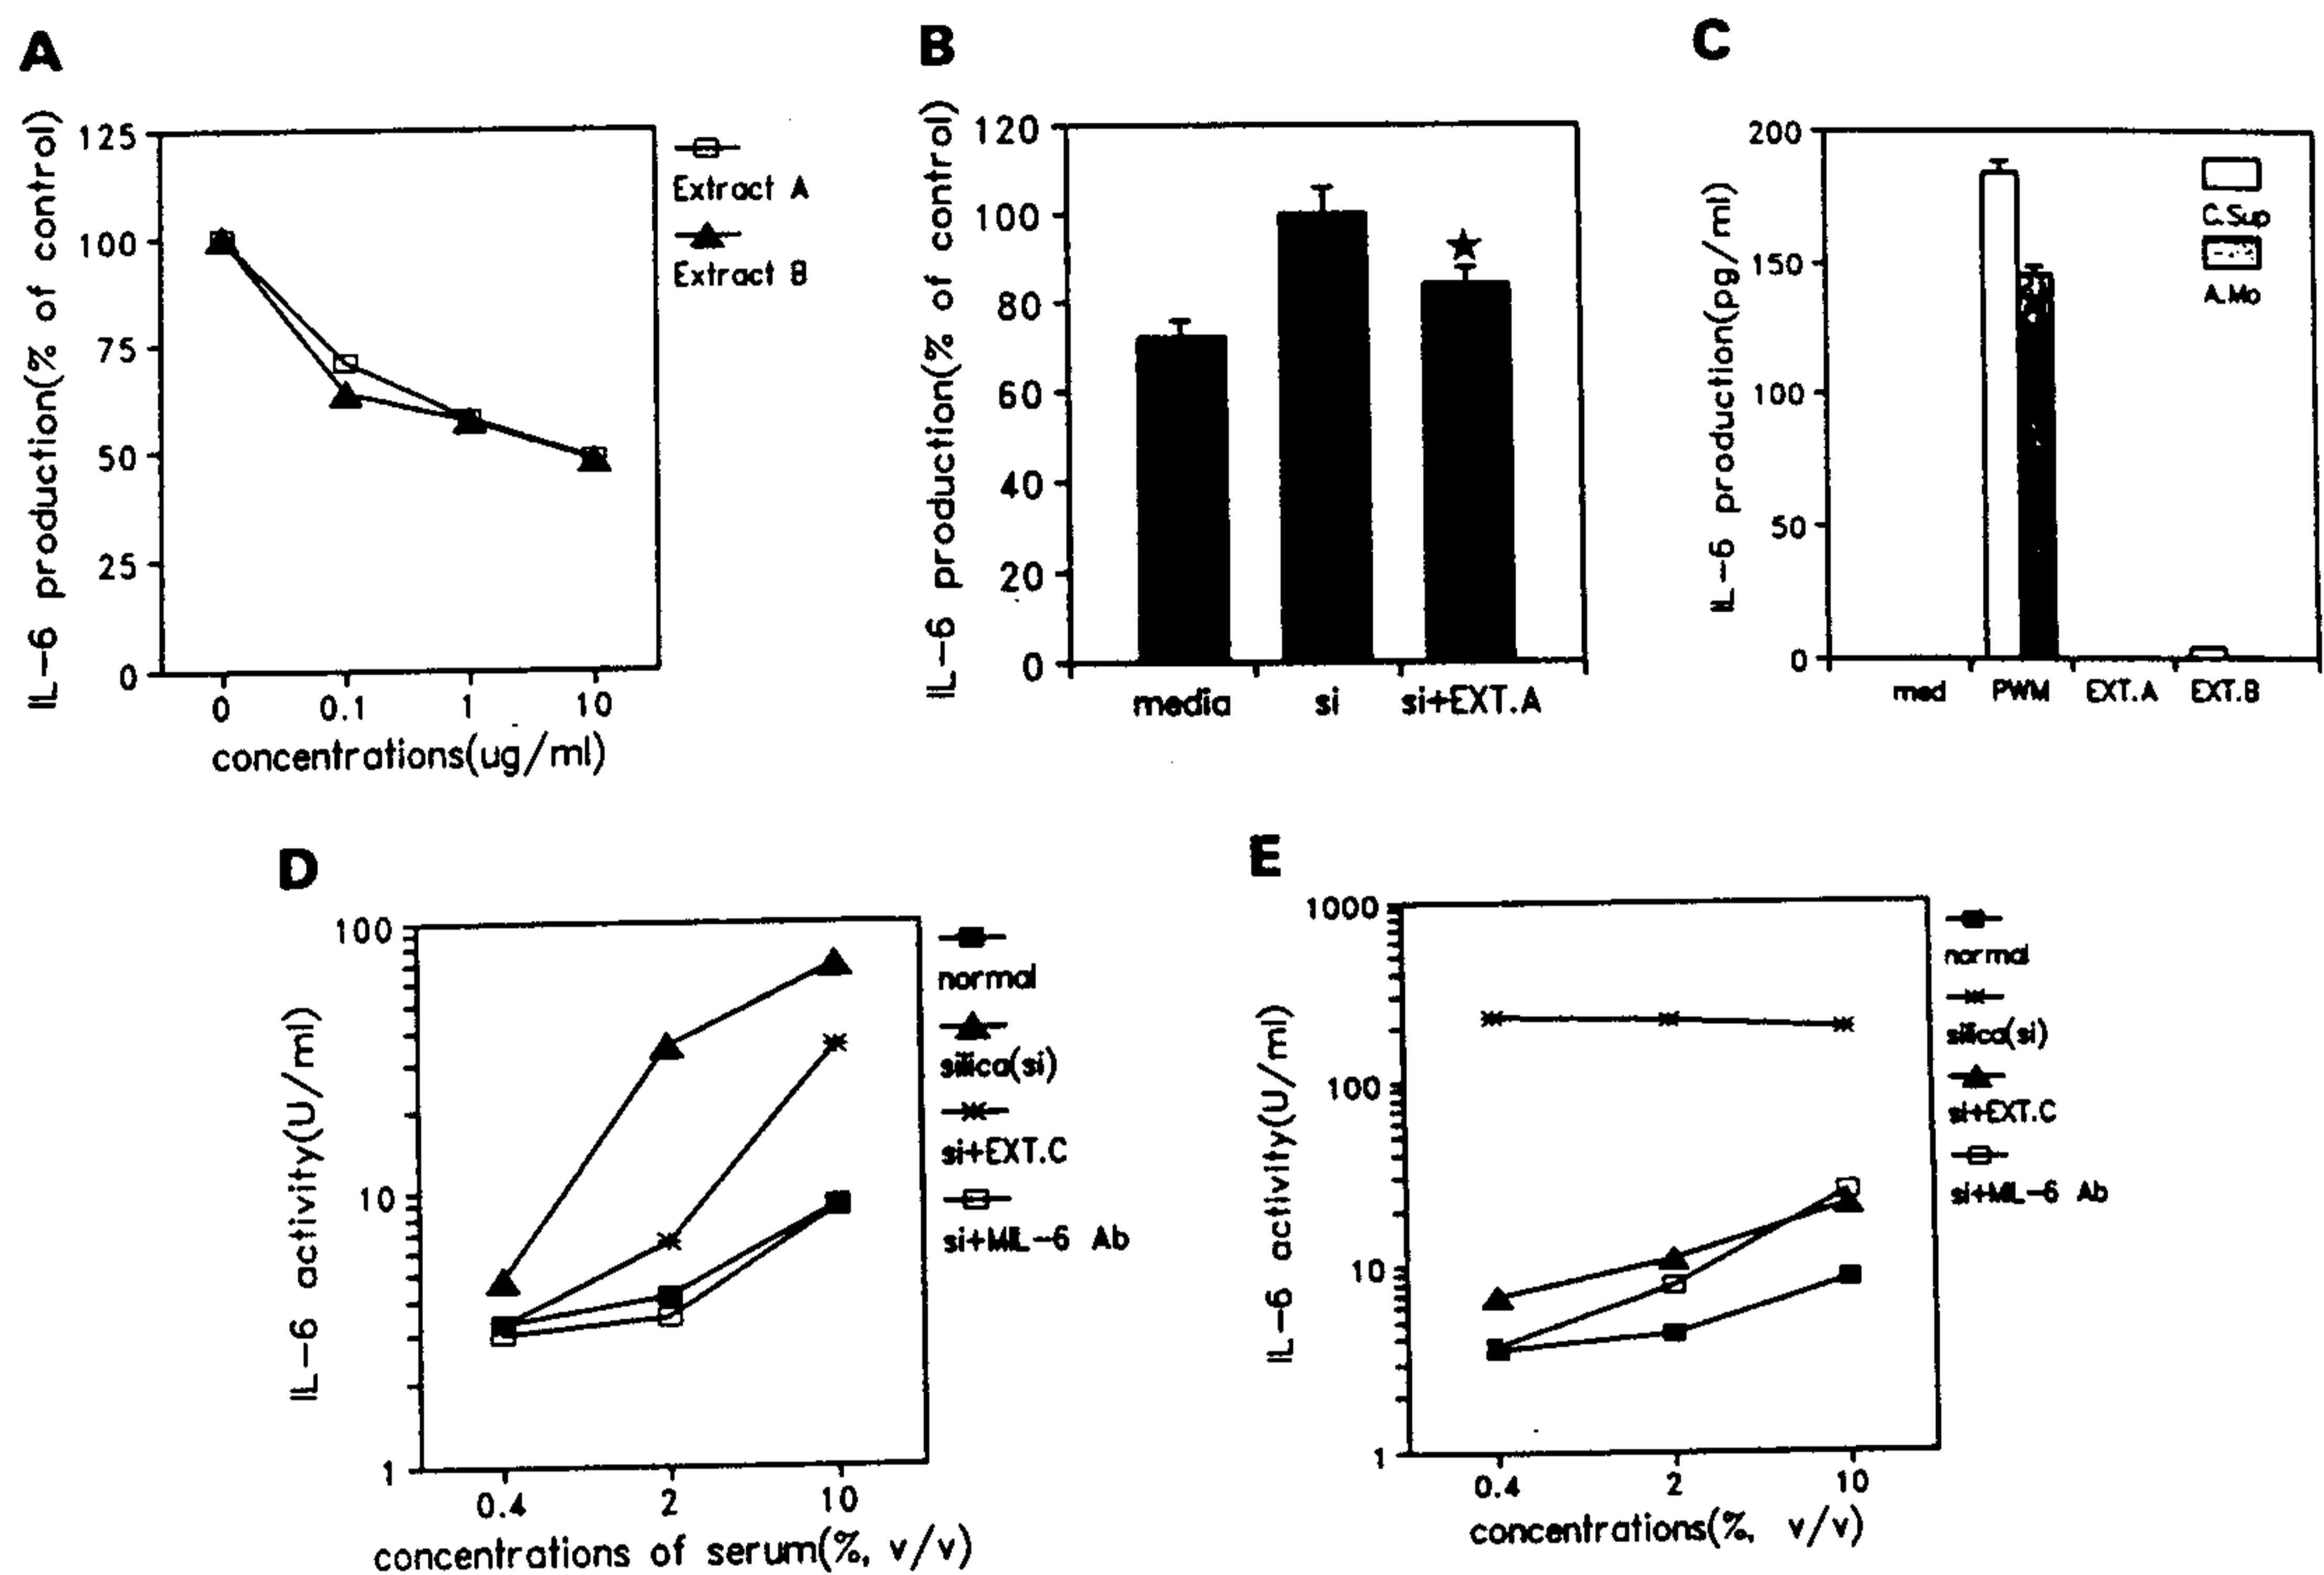 A
IL-6 production(% of control)
125
100
75
50
25
0
0 0.1 1 10
concentrations(ug/ml)
Extract A
Extract B
B
IL-6 production(% of control)
120
100
80
60
40
20
0
media si si+EXT.A
C
IL-6 production(pg/ml)
200
150
100
50
0
med PWM EXT.A EXT.B
C.Sup
A.Mo
D
IL-6 activity(U/ml)
100
10
1
0.4 2 10
concentrations of serum(%, v/v)
normal
silica(si)
si+EXT.C
si+MIL-6 Ab
E
IL-6 activity(U/ml)
1000
100
10
1
0.4 2 10
concentrations(%, v/v)
normal
silica(si)
si+EXT.C
si+MIL-6 Ab